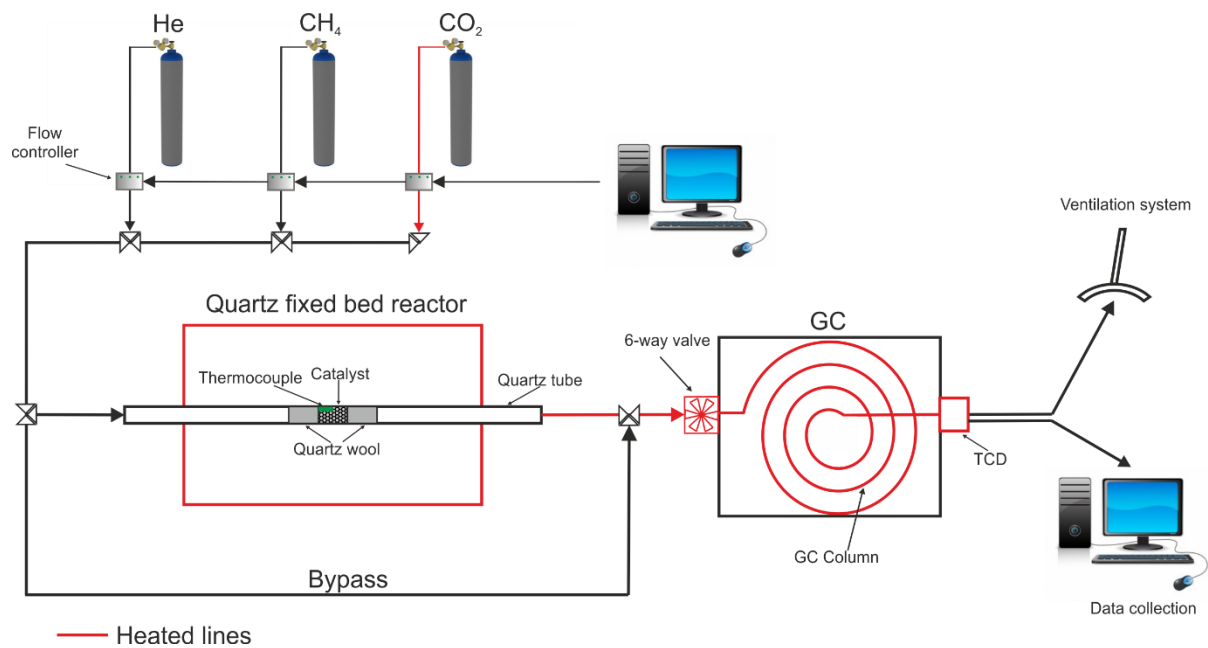 He
CH₄
CO₂
Flow
controller
Ventilation system
Quartz fixed bed reactor
GC
6-way valve
Thermocouple
Catalyst
Quartz tube
Quartz wool
TCD
GC Column
Bypass
Data collection
Heated lines